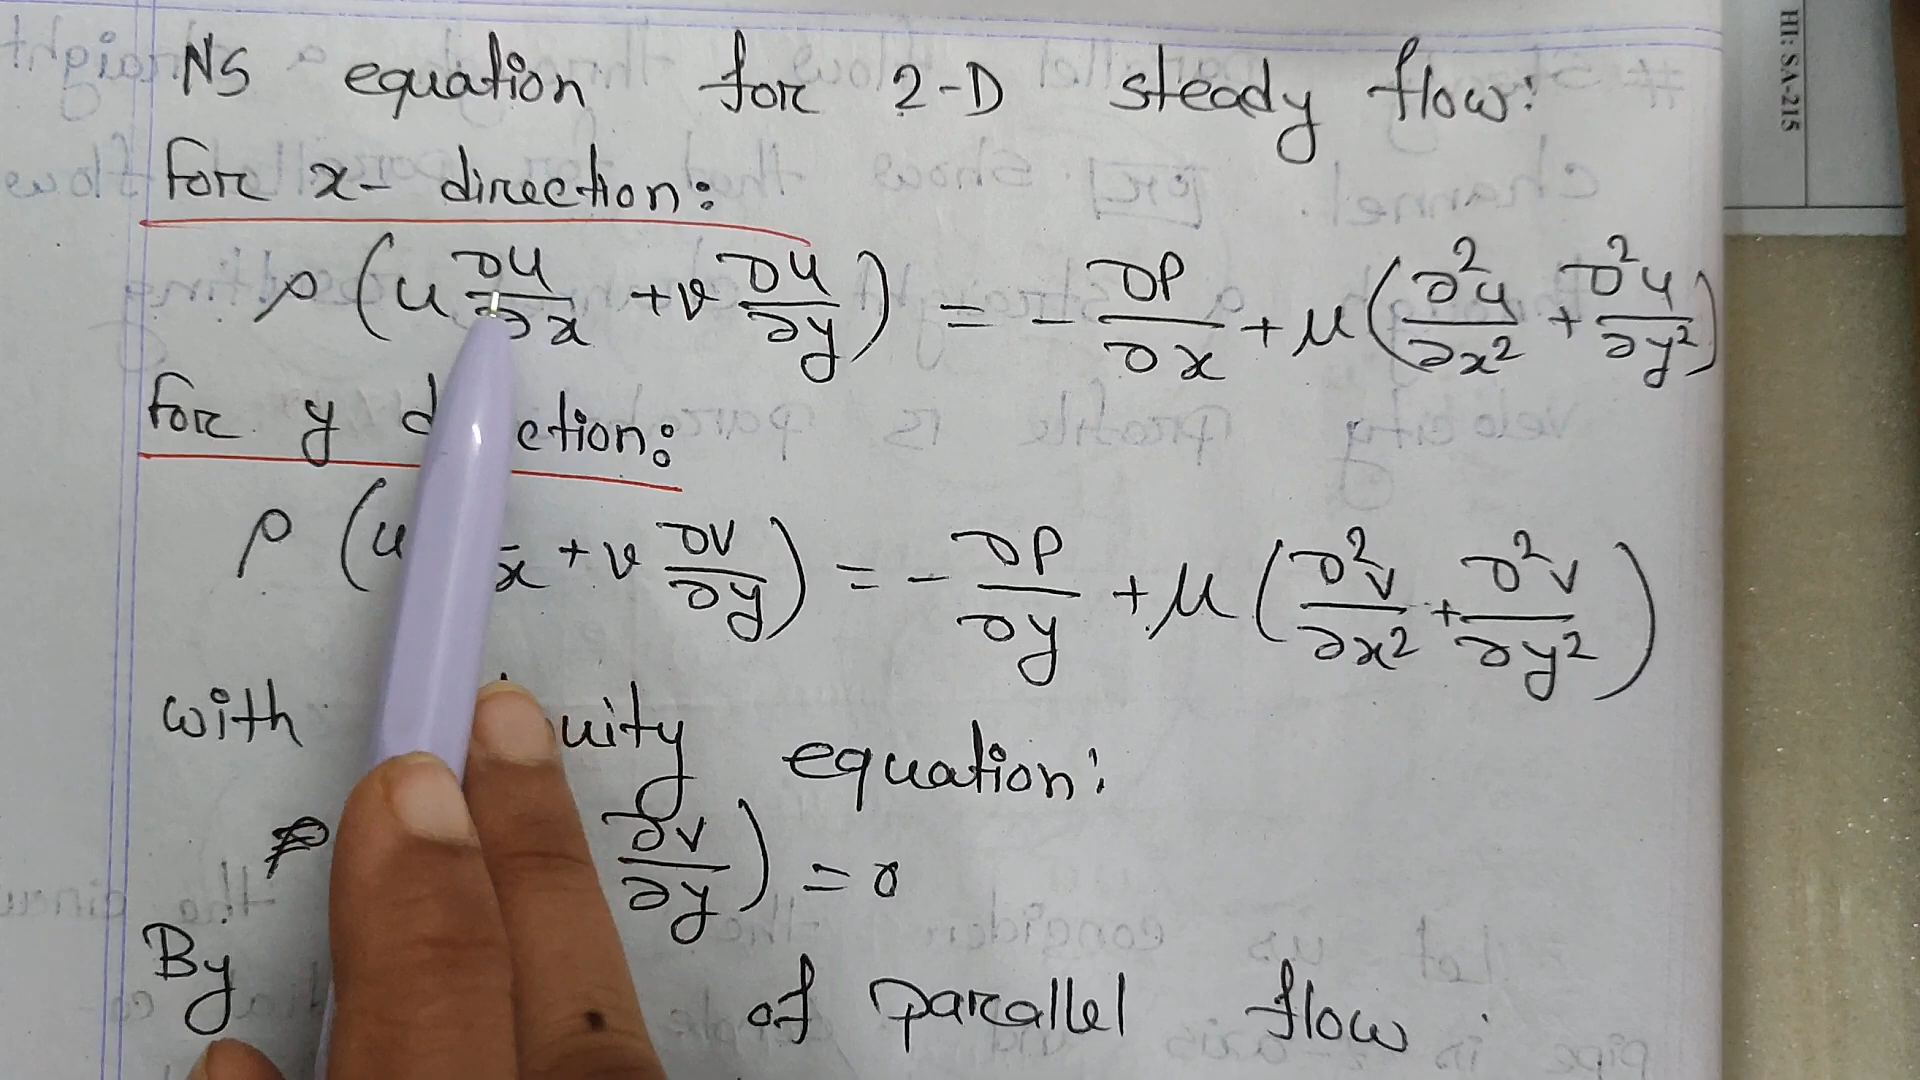 NS equation for 2-D steady flow:
for x- direction:
ρ (u ∂u/∂x + v ∂u/∂y) = - ∂P/∂x + μ (∂²u/∂x² + ∂²u/∂y²)
for y
ρ (u + v ∂v/∂y) = - ∂P/∂y + μ (∂²v/∂x² + ∂²v/∂y²)
with equation:
∂v/∂y) = 0
By of parallel flow
HI: SA-215